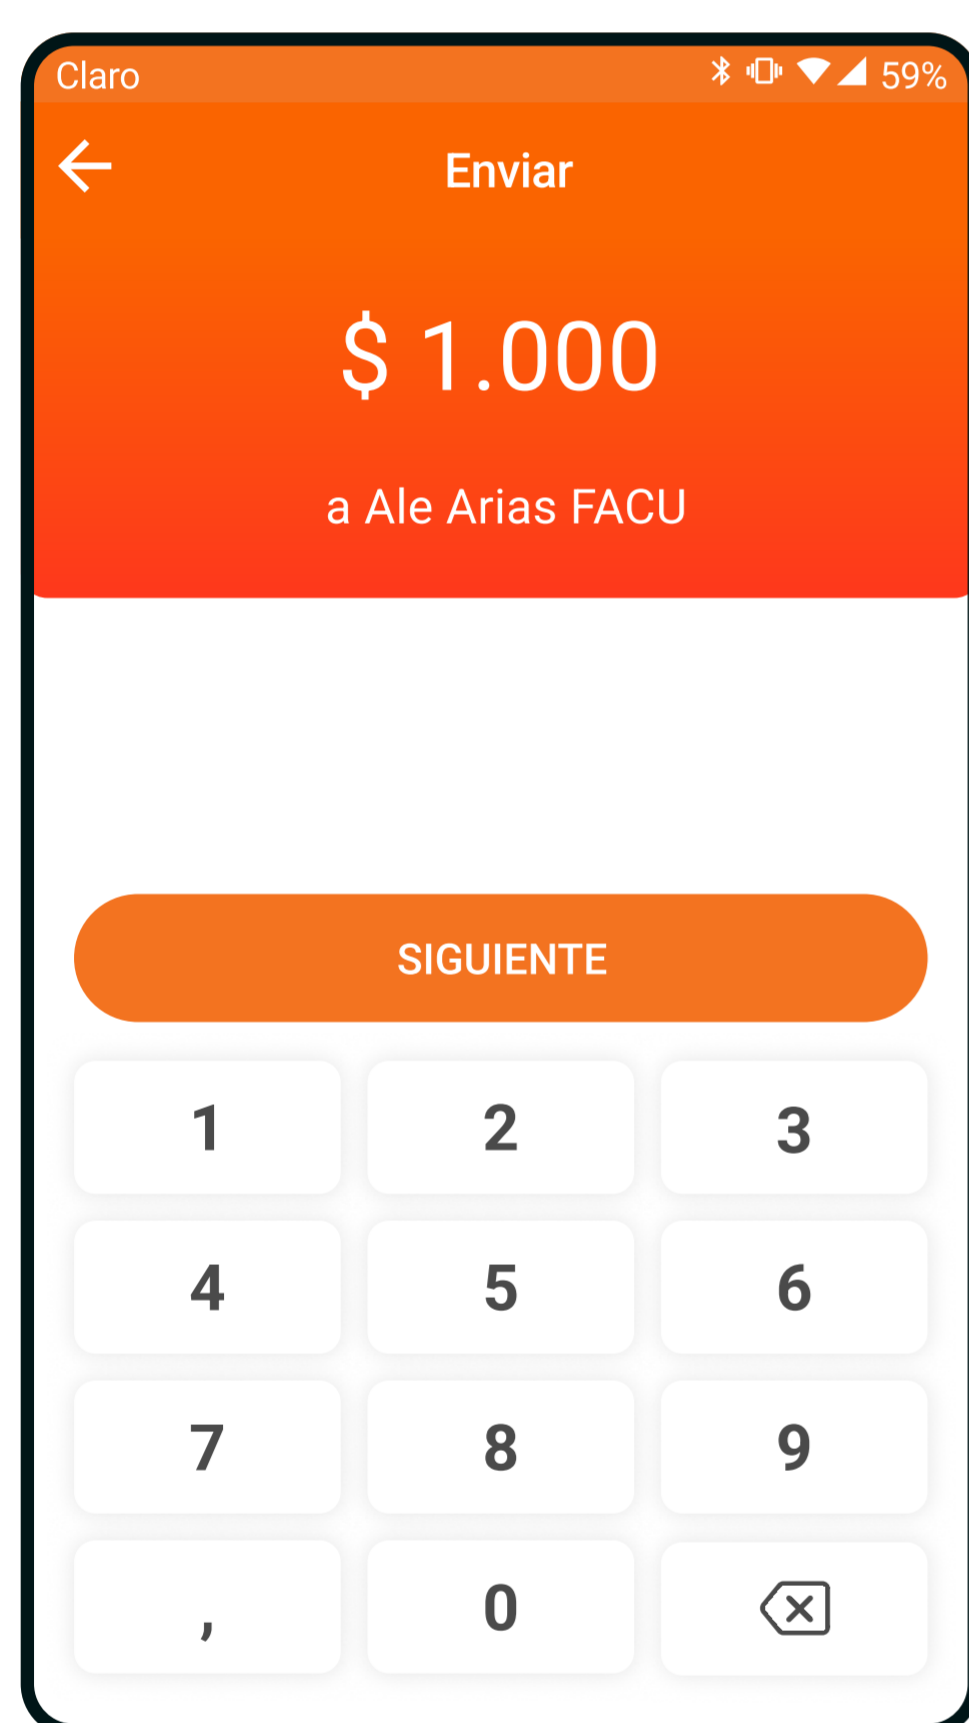 Claro 59%
Enviar
$ 1.000
a Ale Arias FACU
SIGUIENTE
1 2 3
4 5 6
7 8 9
, 0